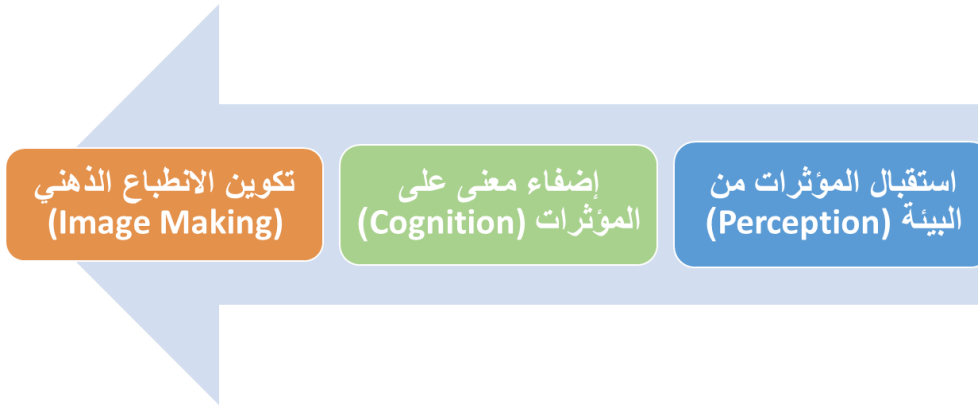 استقبال المؤثرات من
البيئة (Perception)
إضفاء معنى على
المؤثرات (Cognition)
تكوين الانطباع الذهني
(Image Making)